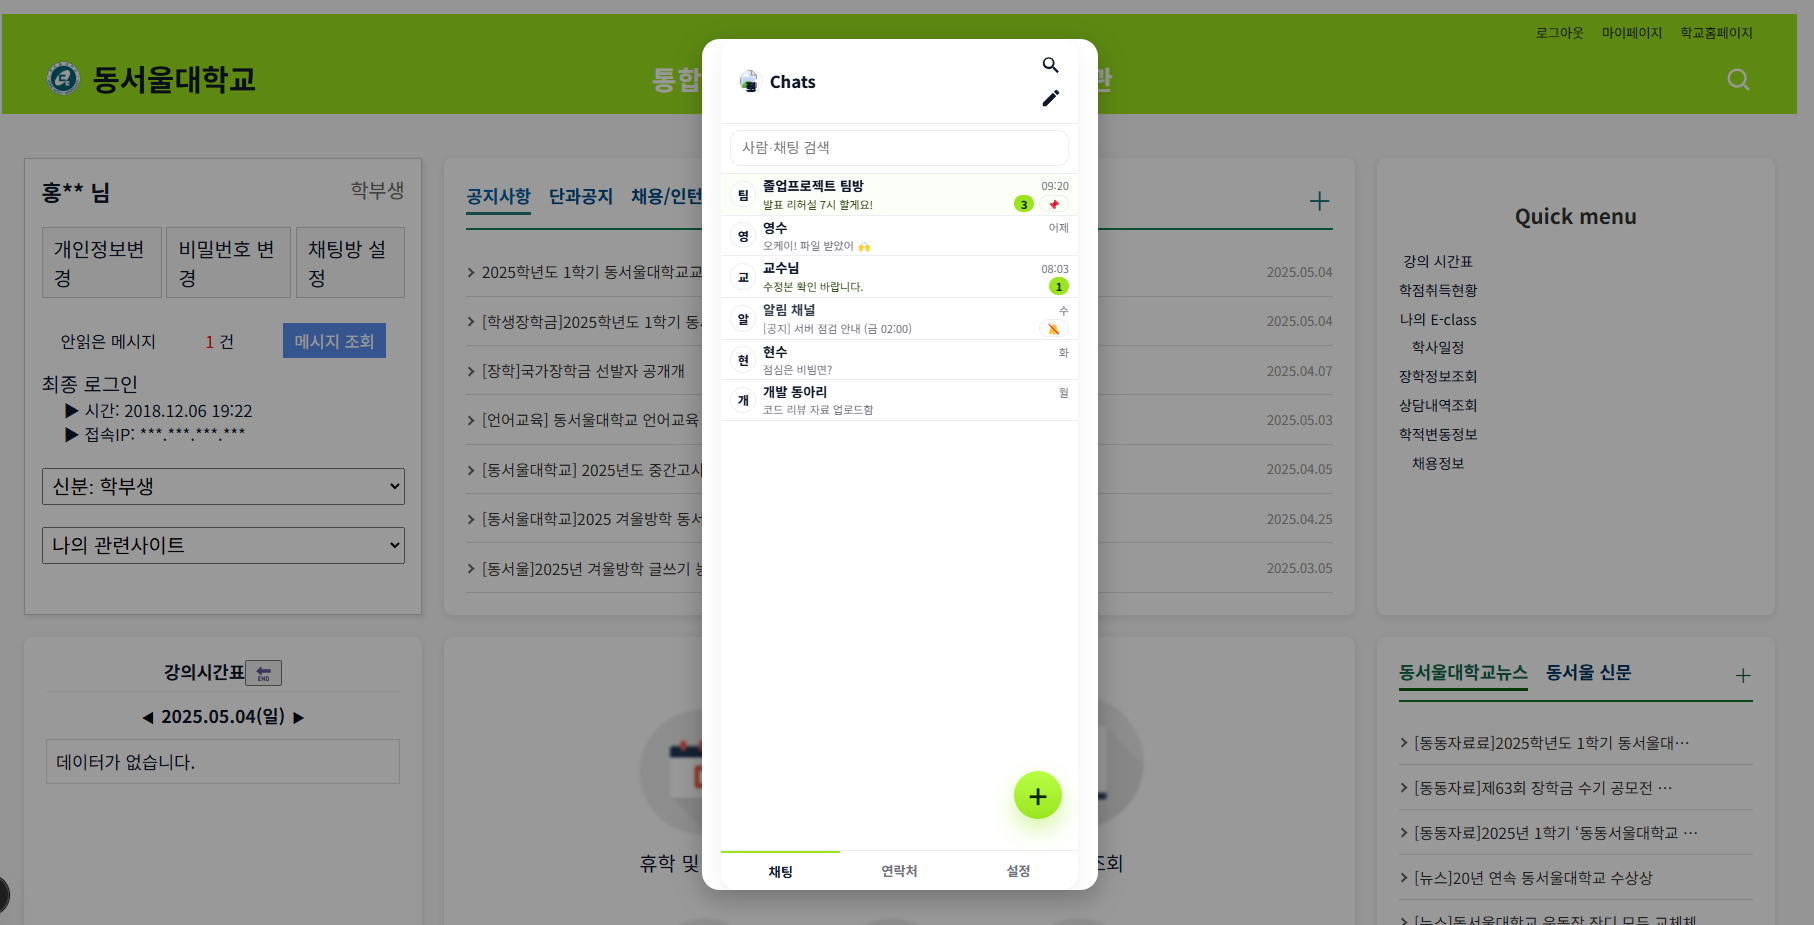 로그아웃 마이페이지 학교홈페이지
동서울대학교
통합
관
홍** 님 학부생
개인정보변경
비밀번호 변경
채팅방 설정
안읽은 메시지 1 건 메시지 조회
최종 로그인
▶ 시간: 2018.12.06 19:22
▶ 접속IP: ***.***.***.***
신분: 학부생
나의 관련사이트
공지사항 단과공지 채용/인턴
2025학년도 1학기 동서울대학교교 2025.05.04
[학생장학금]2025학년도 1학기 동 2025.05.04
[장학]국가장학금 선발자 공개개 2025.04.07
[언어교육] 동서울대학교 언어교육 2025.05.03
[동서울대학교] 2025년도 중간고사 2025.04.05
[동서울대학교]2025 겨울방학 동서 2025.04.25
[동서울]2025년 겨울방학 글쓰기 2025.03.05
Chats
사람·채팅 검색
팀 졸업프로젝트 팀방 09:20
발표 리허설 7시 할게요! 3 📌
영 영수 어제
오케이! 파일 받았어 🙌
교 교수님 08:03
수정본 확인 바랍니다. 1
알 알림 채널 수
[공지] 서버 점검 안내 (금 02:00) 🔕
현 현수 화
점심은 비빔면?
개 개발 동아리 월
코드 리뷰 자료 업로드함
+
채팅 연락처 설정
Quick menu
강의 시간표
학점취득현황
나의 E-class
학사일정
장학정보조회
상담내역조회
학적변동정보
채용정보
강의시간표 END
◀ 2025.05.04(일) ▶
데이터가 없습니다.
휴학 및
조회
동서울대학교뉴스 동서울 신문
[동동자료료]2025학년도 1학기 동서울대…
[동동자료]제63회 장학금 수기 공모전 …
[동동자료]2025년 1학기 ‘동동서울대학교 …
[뉴스]20년 연속 동서울대학교 수상상
[뉴스]동서울대학교 운동장 잔디 모두 교체체